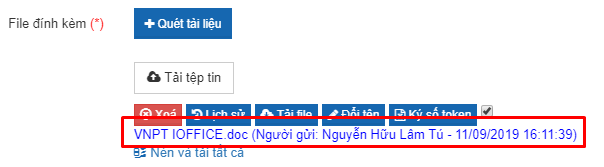 File đính kèm (*)
Quét tài liệu
Tải tệp tin
Xoá Lịch sử Tải file Đổi tên Ký số token
VNPT IOFFICE.doc (Người gửi: Nguyễn Hữu Lâm Tú - 11/09/2019 16:11:39)
Nén và tải tất cả